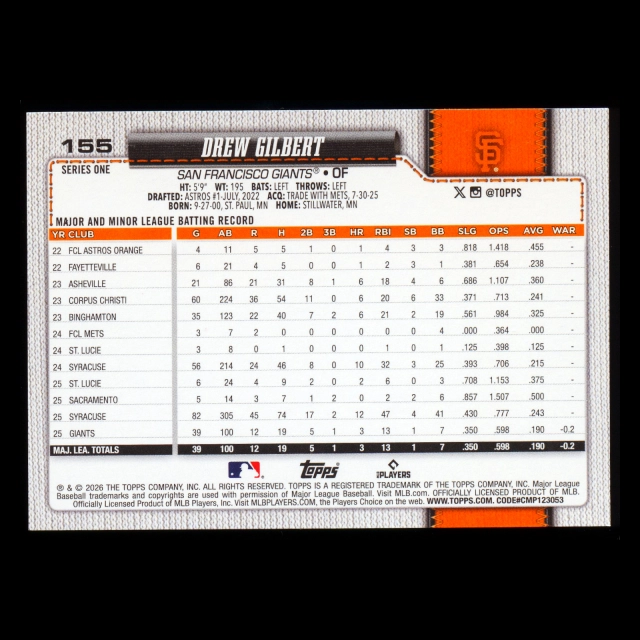 155
DREW GILBERT
SERIES ONE
SAN FRANCISCO GIANTS® • OF
HT: 5'9" WT: 195 BATS: LEFT THROWS: LEFT
DRAFTED: ASTROS #1-JULY, 2022 ACQ: TRADE WITH METS, 7-30-25
BORN: 9-27-00, ST. PAUL, MN HOME: STILLWATER, MN
X @TOPPS
SF
MAJOR AND MINOR LEAGUE BATTING RECORD
YR CLUB G AB R H 2B 3B HR RBI SB BB SLG OPS AVG WAR
22 FCL ASTROS ORANGE 4 11 5 5 1 0 1 4 3 3 .818 1.418 .455 -
22 FAYETTEVILLE 6 21 4 5 0 0 1 2 3 1 .381 .654 .238 -
23 ASHEVILLE 21 86 21 31 8 1 6 18 4 6 .686 1.107 .360 -
23 CORPUS CHRISTI 60 224 36 54 11 0 6 20 6 33 .371 .713 .241 -
23 BINGHAMTON 35 123 22 40 7 2 6 21 2 19 .561 .984 .325 -
24 FCL METS 3 7 2 0 0 0 0 0 0 4 .000 .364 .000 -
24 ST. LUCIE 3 8 0 1 0 0 0 1 0 1 .125 .398 .125 -
24 SYRACUSE 56 214 24 46 8 0 10 32 3 25 .393 .706 .215 -
25 ST. LUCIE 6 24 4 9 2 0 2 6 0 3 .708 1.153 .375 -
25 SACRAMENTO 5 14 3 7 1 2 0 2 2 6 .857 1.507 .500 -
25 SYRACUSE 82 305 45 74 17 2 12 47 4 41 .430 .777 .243 -
25 GIANTS 39 100 12 19 5 1 3 13 1 7 .350 .598 .190 -0.2
MAJ. LEA. TOTALS 39 100 12 19 5 1 3 13 1 7 .350 .598 .190 -0.2
topps
PLAYERS
® & © 2026 THE TOPPS COMPANY, INC. ALL RIGHTS RESERVED. TOPPS IS A REGISTERED TRADEMARK OF THE TOPPS COMPANY, INC. Major League
Baseball trademarks and copyrights are used with permission of Major League Baseball. Visit MLB.com. OFFICIALLY LICENSED PRODUCT OF MLB
Officially Licensed Product of MLB Players, Inc. Visit MLBPLAYERS.com, the Players Choice on the web. WWW.TOPPS.COM. CODE#CMP123053